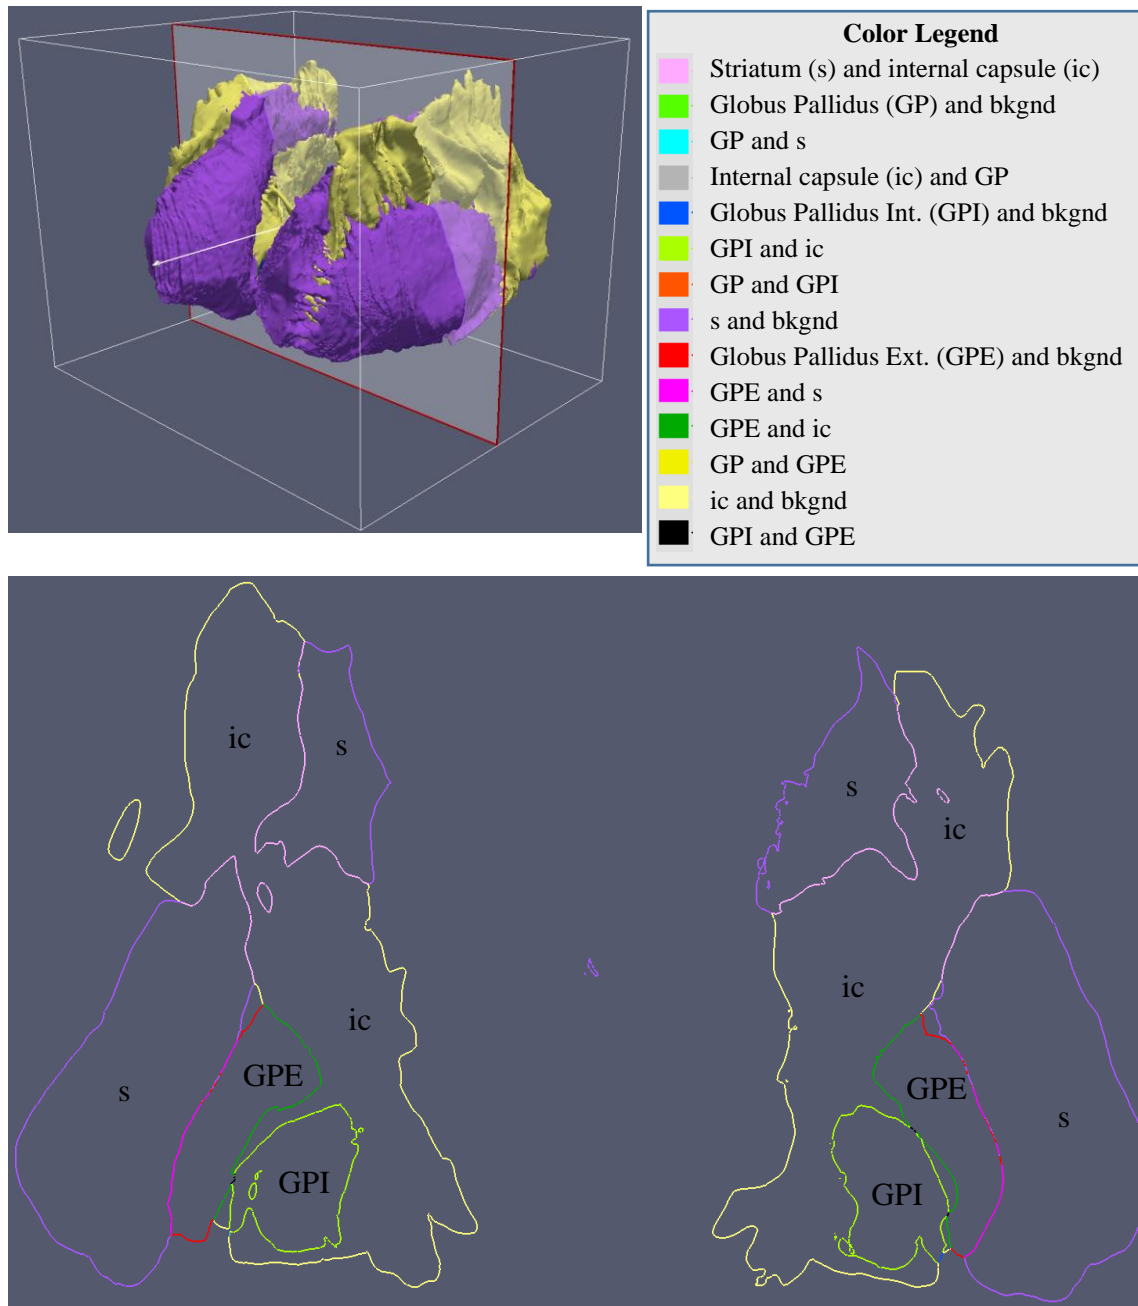 Color Legend
Striatum (s) and internal capsule (ic)
Globus Pallidus (GP) and bkgnd
GP and s
Internal capsule (ic) and GP
Globus Pallidus Int. (GPI) and bkgnd
GPI and ic
GP and GPI
s and bkgnd
Globus Pallidus Ext. (GPE) and bkgnd
GPE and s
GPE and ic
GP and GPE
ic and bkgnd
GPI and GPE
ic
s
s
ic
ic
ic
GPE
s
GPI
GPE
s
GPI